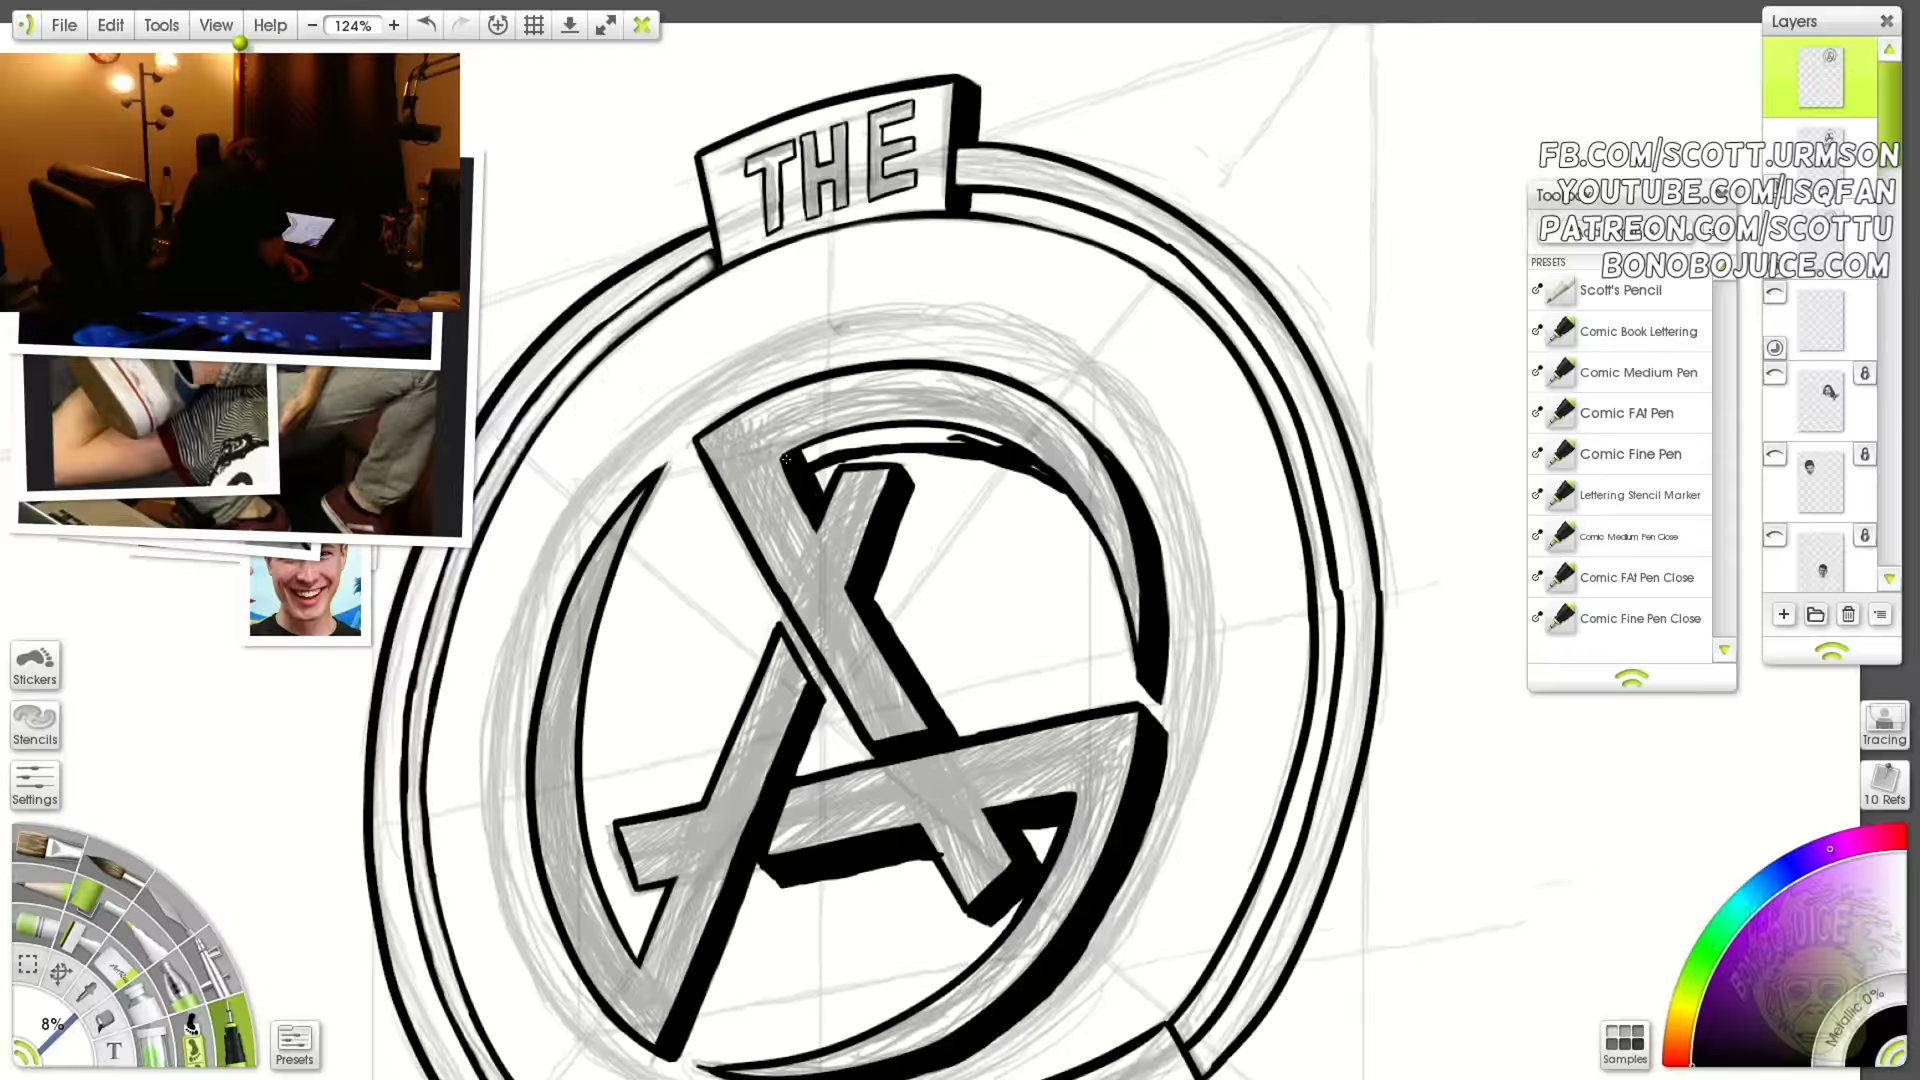 File Edit Tools View Help 124%
Layers
THE
FB.COM/SCOTT.URMSON
YOUTUBE.COM/ISQFAN
PATREON.COM/SCOTTU
BONOBOJUICE.COM
PRESETS
Scott's Pencil
Comic Book Lettering
Comic Medium Pen
Comic FAt Pen
Comic Fine Pen
Lettering Stencil Marker
Comic Medium Pen Close
Comic FAt Pen Close
Comic Fine Pen Close
Stickers
Stencils
Settings
Tracing
10 Refs
8%
T
Presets
Samples
Metallic 0%